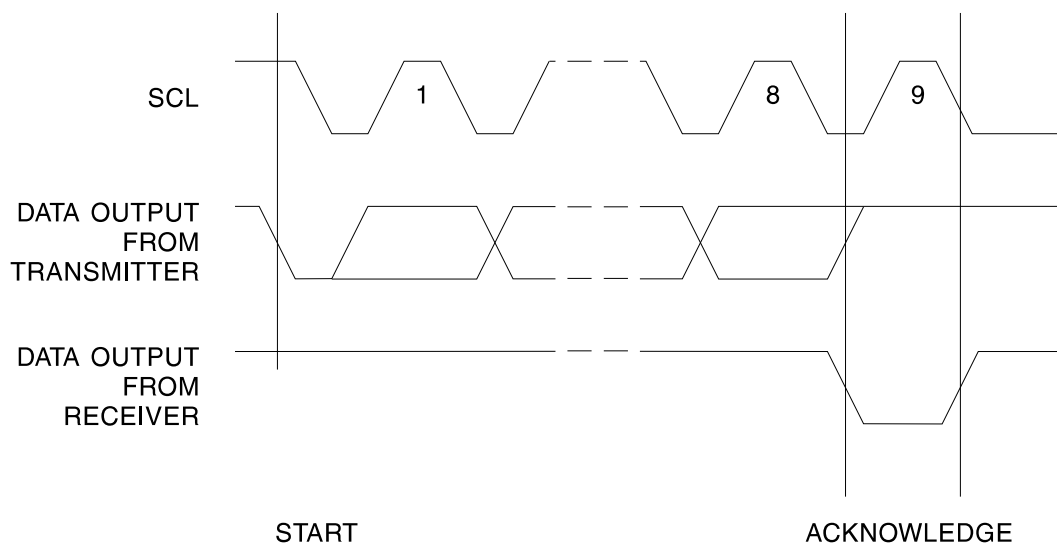 SCL
1
8
9
DATA OUTPUT
FROM
TRANSMITTER
DATA OUTPUT
FROM
RECEIVER
START
ACKNOWLEDGE